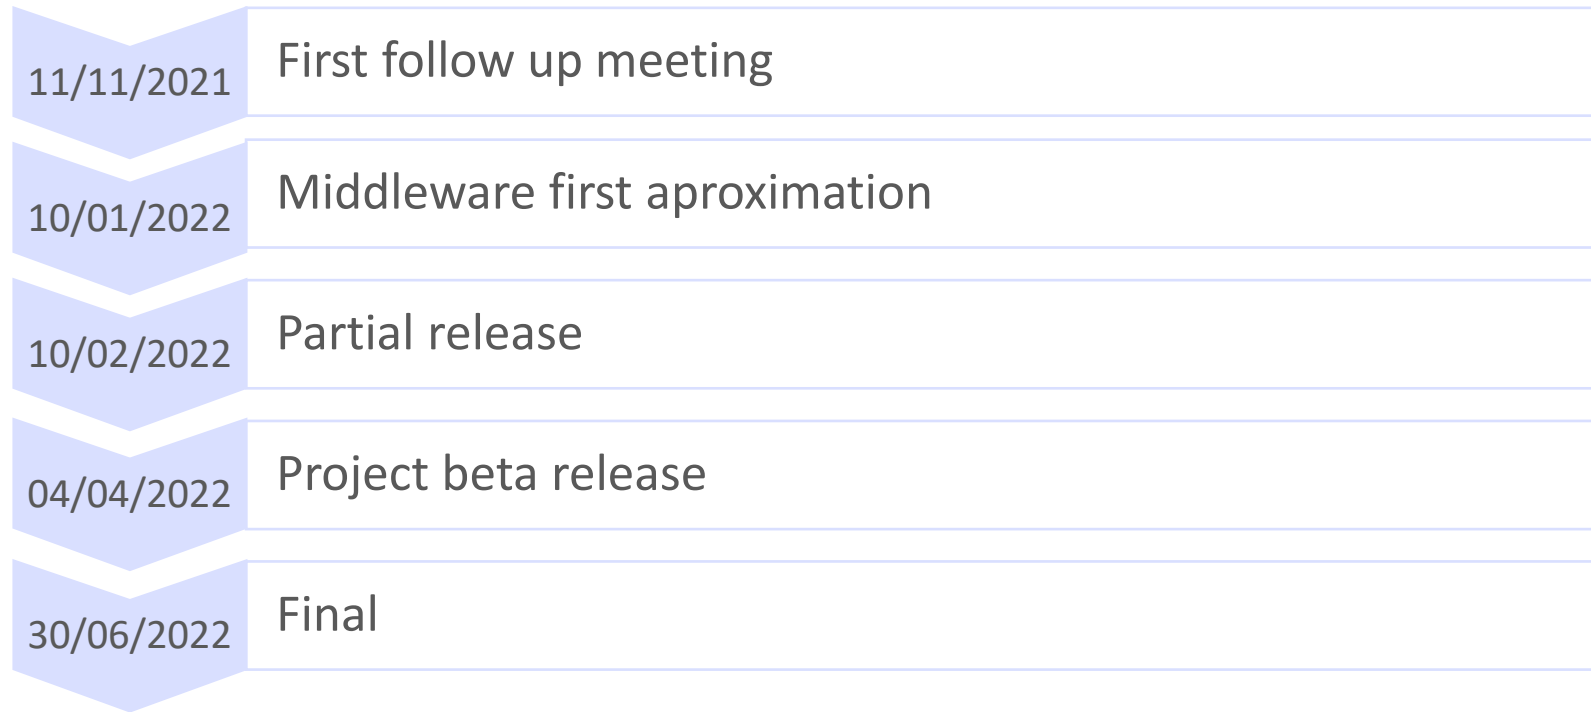 11/11/2021
First follow up meeting
10/01/2022
Middleware first aproximation
10/02/2022
Partial release
04/04/2022
Project beta release
30/06/2022
Final